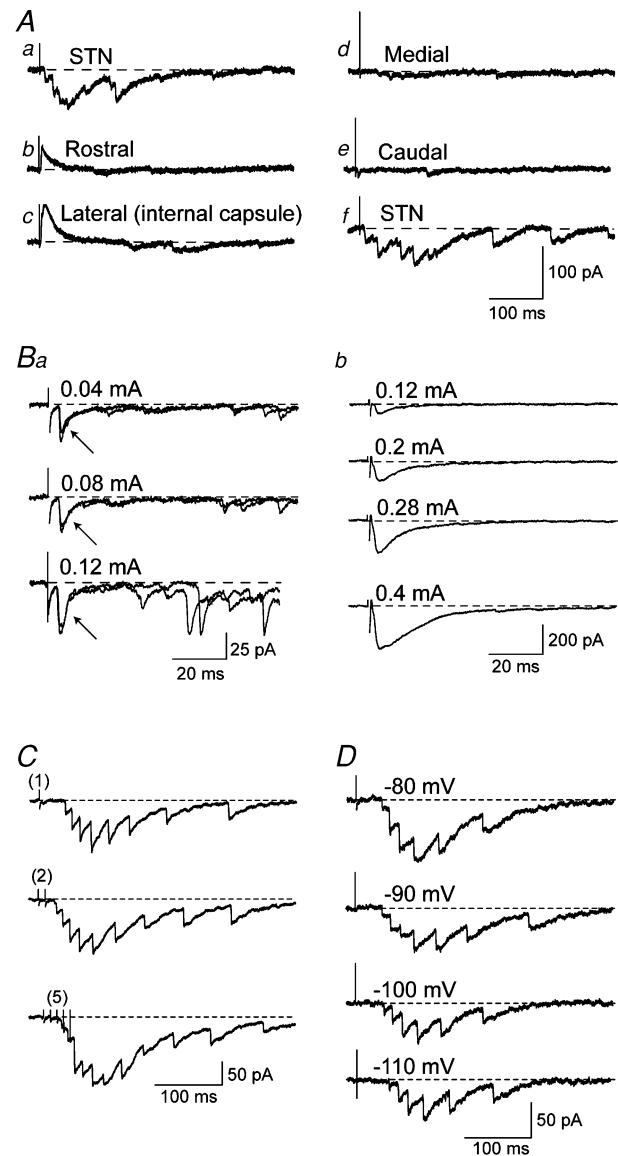 A
a
STN
b
Rostral
c
Lateral (internal capsule)
d
Medial
e
Caudal
f
STN
100 pA
100 ms
Ba
0.04 mA
0.08 mA
0.12 mA
25 pA
20 ms
b
0.12 mA
0.2 mA
0.28 mA
0.4 mA
200 pA
20 ms
C
(1)
(2)
(5)
50 pA
100 ms
D
-80 mV
-90 mV
-100 mV
-110 mV
50 pA
100 ms